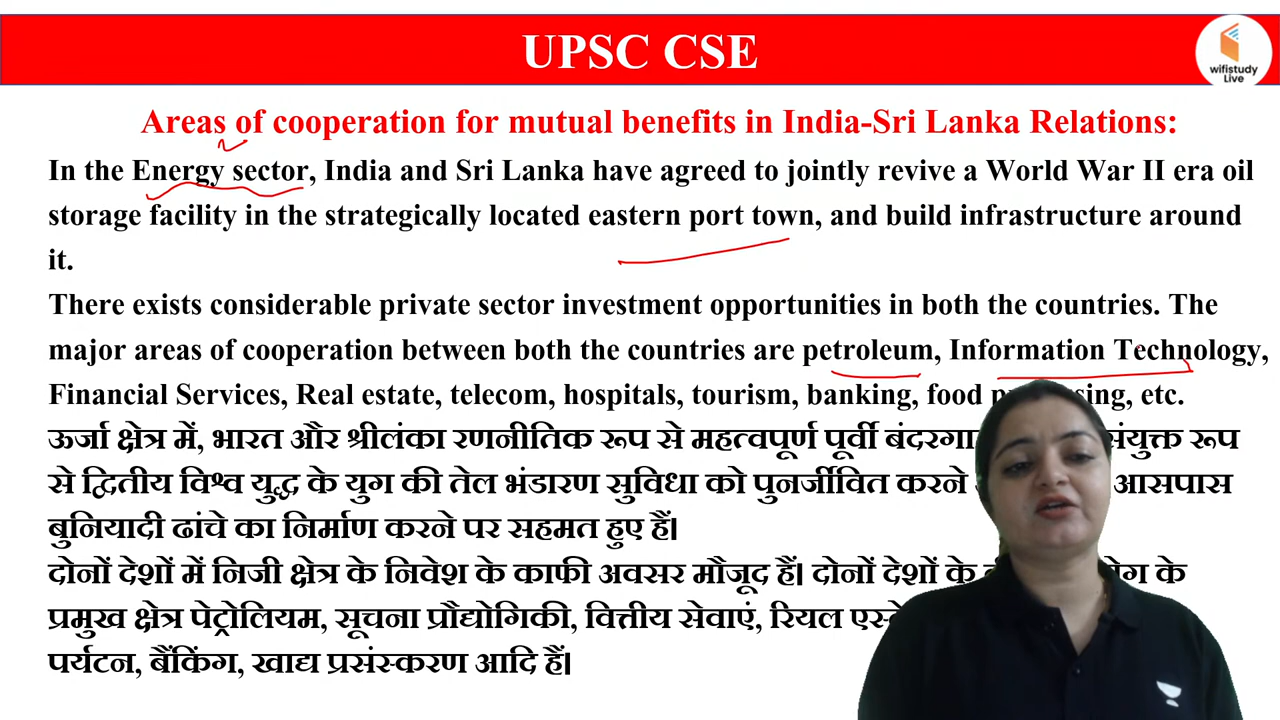 UPSC CSE
wifistudy
Live
Areas of cooperation for mutual benefits in India-Sri Lanka Relations:
In the Energy sector, India and Sri Lanka have agreed to jointly revive a World War II era oil
storage facility in the strategically located eastern port town, and build infrastructure around
it.
There exists considerable private sector investment opportunities in both the countries. The
major areas of cooperation between both the countries are petroleum, Information Technology,
Financial Services, Real estate, telecom, hospitals, tourism, banking, food etc.
ऊर्जा क्षेत्र में, भारत और श्रीलंका रणनीतिक रूप से महत्वपूर्ण पूर्वी संयुक्त रूप
से द्वितीय विश्व युद्ध के युग की तेल भंडारण सुविधा को पुनर्जीवित करने आसपास
बुनियादी ढांचे का निर्माण करने पर सहमत हुए हैं।
दोनों देशों में निजी क्षेत्र के निवेश के काफी अवसर मौजूद हैं। दोनों देशों के के
प्रमुख क्षेत्र पेट्रोलियम, सूचना प्रौद्योगिकी, वित्तीय सेवाएं, रियल
पर्यटन, बैंकिंग, खाद्य प्रसंस्करण आदि हैं।